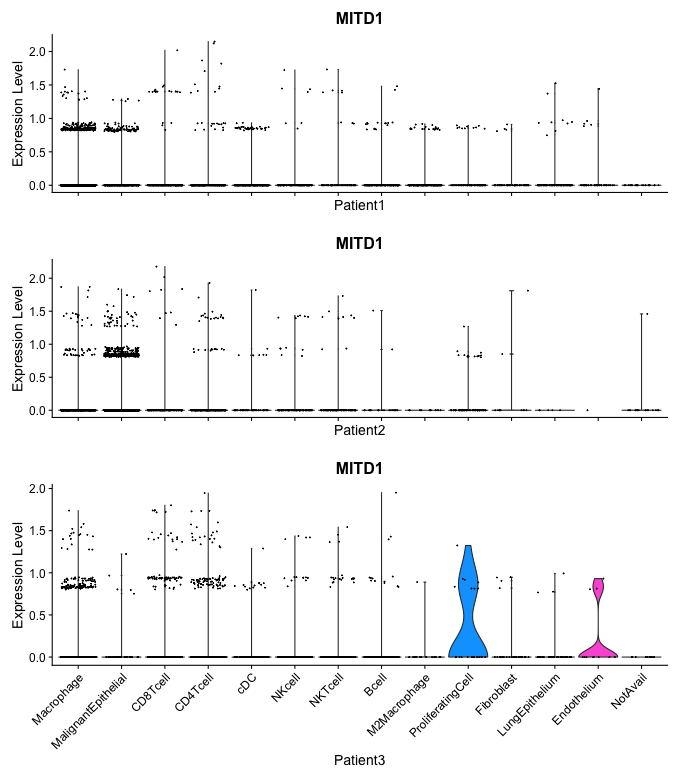 MITD1
Expression Level
2.0
1.5
1.0
0.5
0.0
Patient1
MITD1
Expression Level
2.0
1.5
1.0
0.5
0.0
Patient2
MITD1
Expression Level
2.0
1.5
1.0
0.5
0.0
Macrophage
MalignantEpithelial
CD8Tcell
CD4Tcell
cDC
NKcell
NKTcell
Bcell
M2Macrophage
ProliferatingCell
Fibroblast
LungEpithelium
Endothelium
NotAvail
Patient3